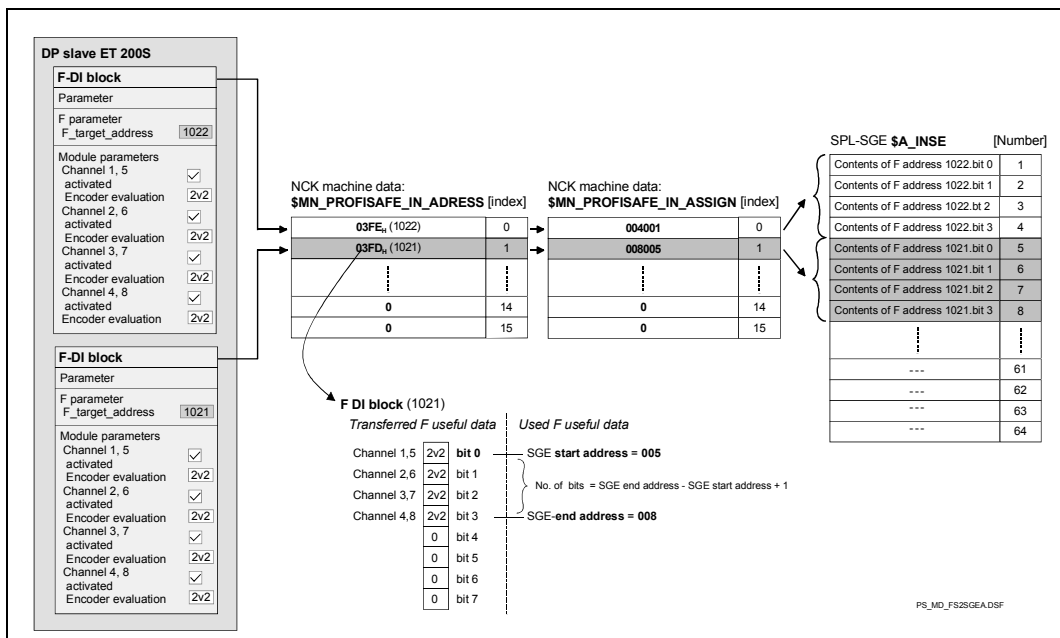 DP slave ET 200S
F-DI block
Parameter
F parameter
F_target_address 1022
Module parameters
Channel 1, 5
activated
Encoder evaluation 2v2
Channel 2, 6
activated
Encoder evaluation 2v2
Channel 3, 7
activated
Encoder evaluation 2v2
Channel 4, 8
activated
Encoder evaluation 2v2
F-DI block
Parameter
F parameter
F_target_address 1021
Module parameters
Channel 1, 5
activated
Encoder evaluation 2v2
Channel 2, 6
activated
Encoder evaluation 2v2
Channel 3, 7
activated
Encoder evaluation 2v2
Channel 4, 8
activated
Encoder evaluation 2v2
NCK machine data:
$MN_PROFISAFE_IN_ADRESS [index]
03FEH (1022) 0
03FDH (1021) 1
0 14
0 15
NCK machine data:
$MN_PROFISAFE_IN_ASSIGN [index]
004001 0
008005 1
0 14
0 15
SPL-SGE $A_INSE [Number]
Contents of F address 1022.bit 0 1
Contents of F address 1022.bit 1 2
Contents of F address 1022.bt 2 3
Contents of F address 1022.bit 3 4
Contents of F address 1021.bit 0 5
Contents of F address 1021.bit 1 6
Contents of F address 1021.bit 2 7
Contents of F address 1021.bit 3 8
--- 61
--- 62
--- 63
--- 64
F DI block (1021)
Transferred F useful data Used F useful data
Channel 1,5 2v2 bit 0 SGE start address = 005
Channel 2,6 2v2 bit 1
No. of bits = SGE end address - SGE start address + 1
Channel 3,7 2v2 bit 2
Channel 4,8 2v2 bit 3 SGE-end address = 008
0 bit 4
0 bit 5
0 bit 6
0 bit 7
PS_MD_FS2SGEA.DSF